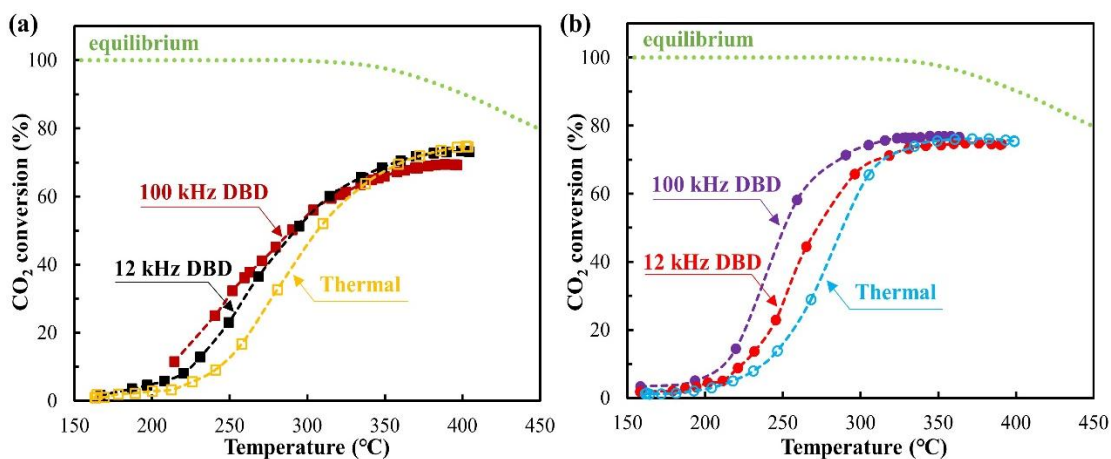 (a)
equilibrium
100
80
60
40
20
0
CO₂ conversion (%)
100 kHz DBD
12 kHz DBD
Thermal
150 200 250 300 350 400 450
Temperature (℃)
(b)
equilibrium
100
80
60
40
20
0
CO₂ conversion (%)
100 kHz DBD
12 kHz DBD
Thermal
150 200 250 300 350 400 450
Temperature (℃)